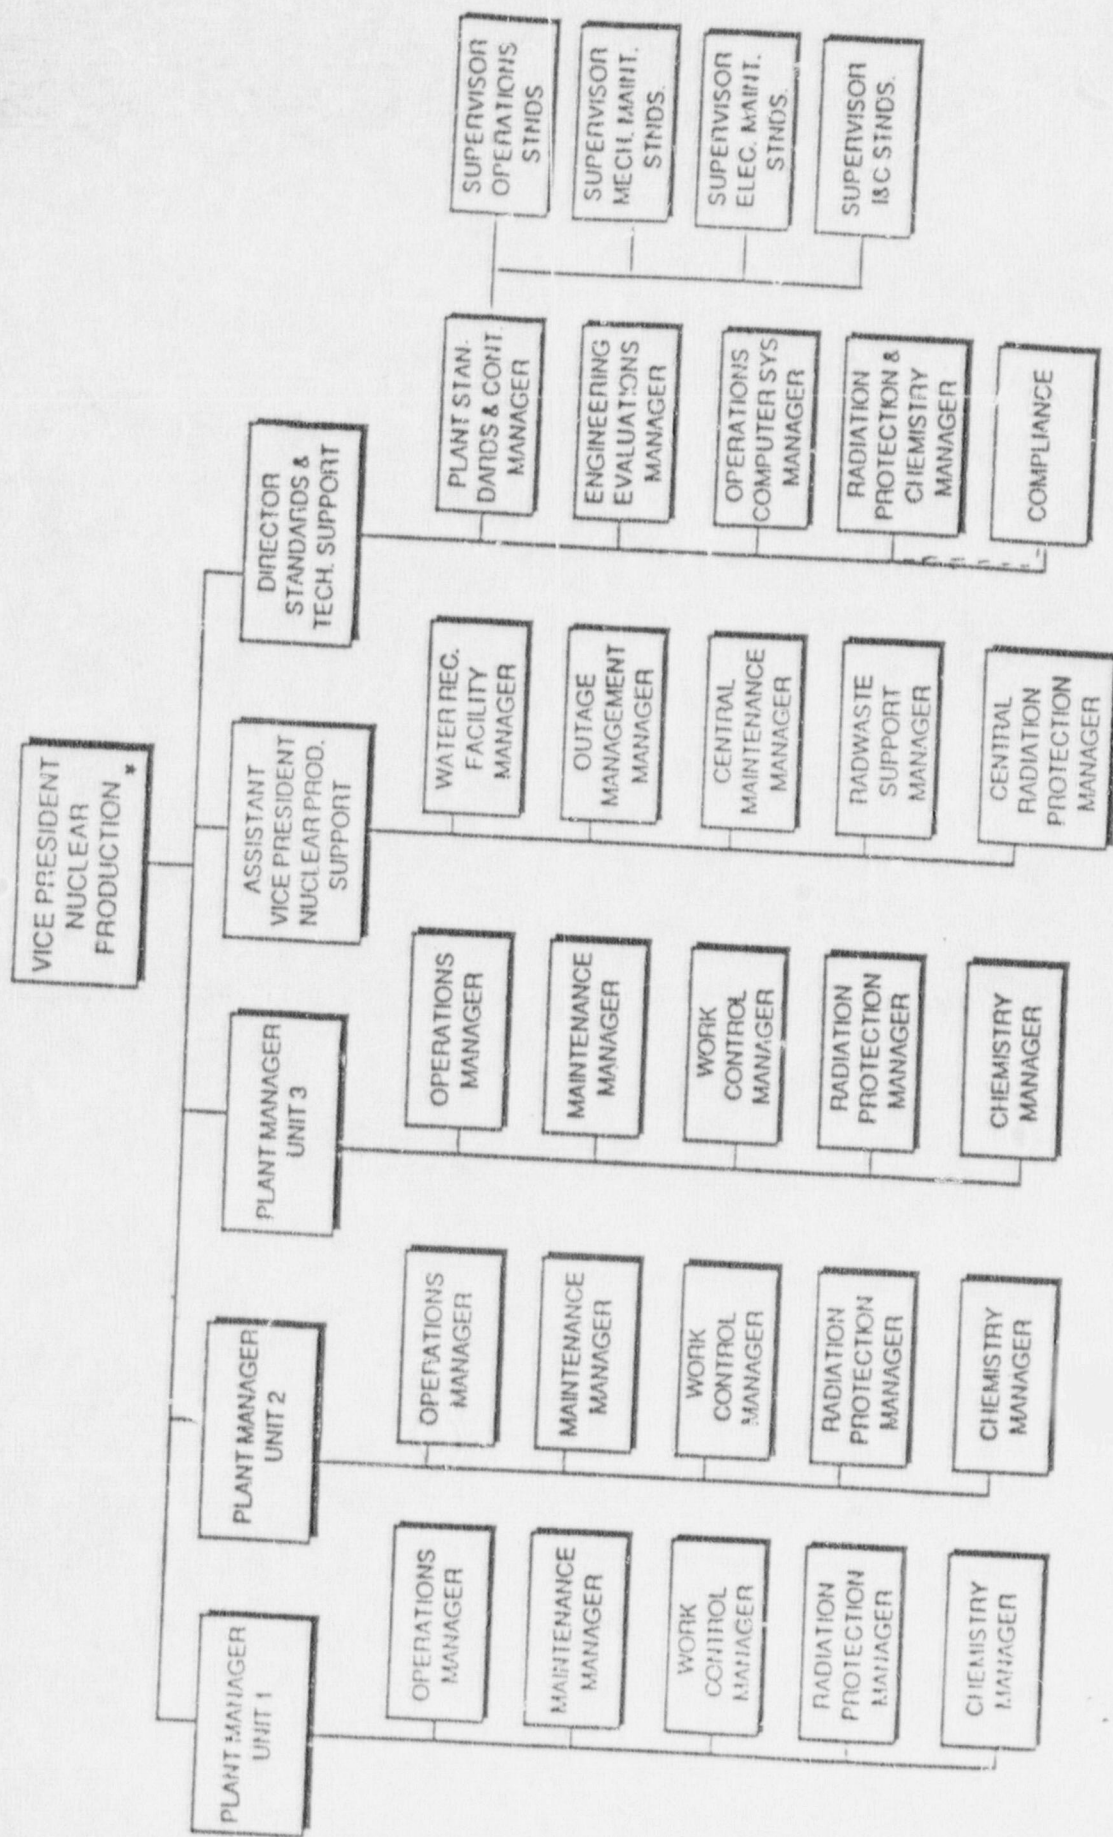 VICE PRESIDENT
NUCLEAR
PRODUCTION *
PLANT MANAGER
UNIT 1
OPERATIONS
MANAGER
MAINTENANCE
MANAGER
WORK
CONTROL
MANAGER
RADIATION
PROTECTION
MANAGER
CHEMISTRY
MANAGER
PLANT MANAGER
UNIT 2
OPERATIONS
MANAGER
MAINTENANCE
MANAGER
WORK
CONTROL
MANAGER
RADIATION
PROTECTION
MANAGER
CHEMISTRY
MANAGER
PLANT MANAGER
UNIT 3
OPERATIONS
MANAGER
MAINTENANCE
MANAGER
WORK
CONTROL
MANAGER
RADIATION
PROTECTION
MANAGER
CHEMISTRY
MANAGER
ASSISTANT
VICE PRESIDENT
NUCLEAR PROD.
SUPPORT
WATER REC.
FACILITY
MANAGER
OUTAGE
MANAGEMENT
MANAGER
CENTRAL
MAINTENANCE
MANAGER
RADWASTE
SUPPORT
MANAGER
CENTRAL
RADIATION
PROTECTION
MANAGER
DIRECTOR
STANDARDS &
TECH. SUPPORT
PLANT STAN-
DARDS & CONT.
MANAGER
ENGINEERING
EVALUATIONS
MANAGER
OPERATIONS
COMPUTER SYS
MANAGER
RADIATION
PROTECTION &
CHEMISTRY
MANAGER
COMPLIANCE
SUPERVISOR
OPERATIONS
STNDS
SUPERVISOR
MECH. MAINT.
STNDS.
SUPERVISOR
ELEC. MAINT.
STNDS.
SUPERVISOR
I&C STNDS.